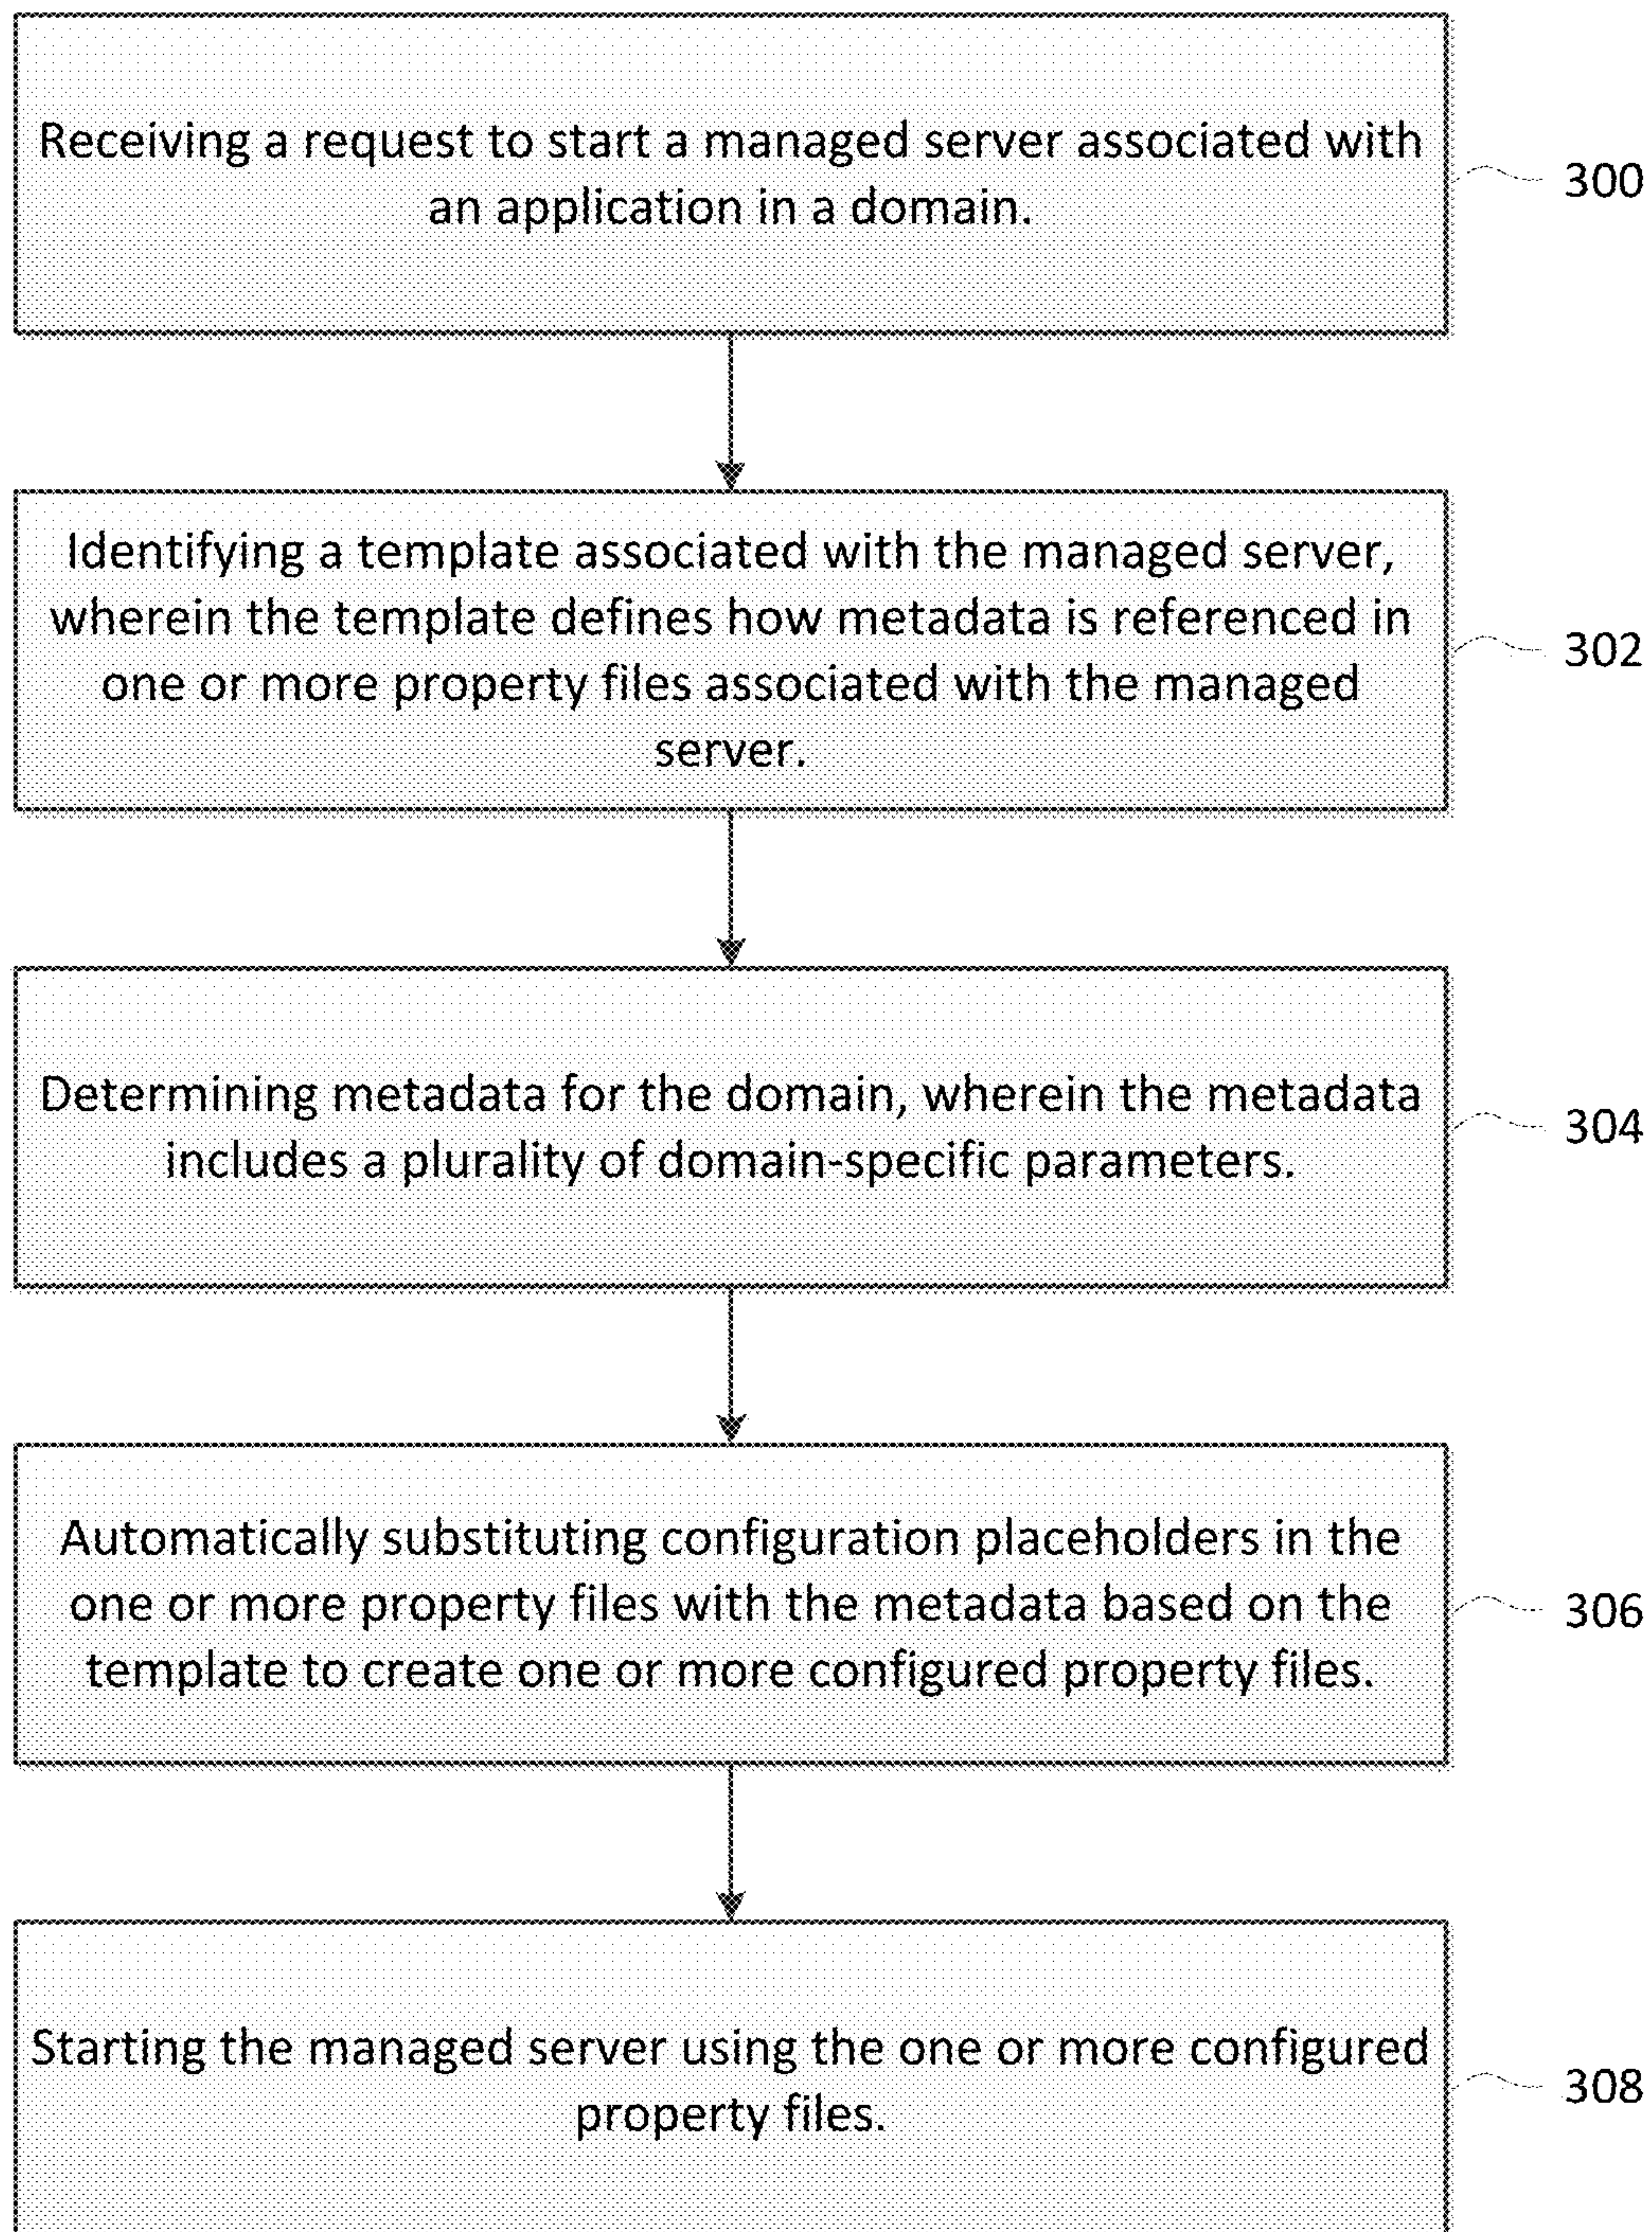 Receiving a request to start a managed server associated with
an application in a domain.
300
Identifying a template associated with the managed server,
wherein the template defines how metadata is referenced in
one or more property files associated with the managed
server.
302
Determining metadata for the domain, wherein the metadata
includes a plurality of domain-specific parameters.
304
Automatically substituting configuration placeholders in the
one or more property files with the metadata based on the
template to create one or more configured property files.
306
Starting the managed server using the one or more configured
property files.
308